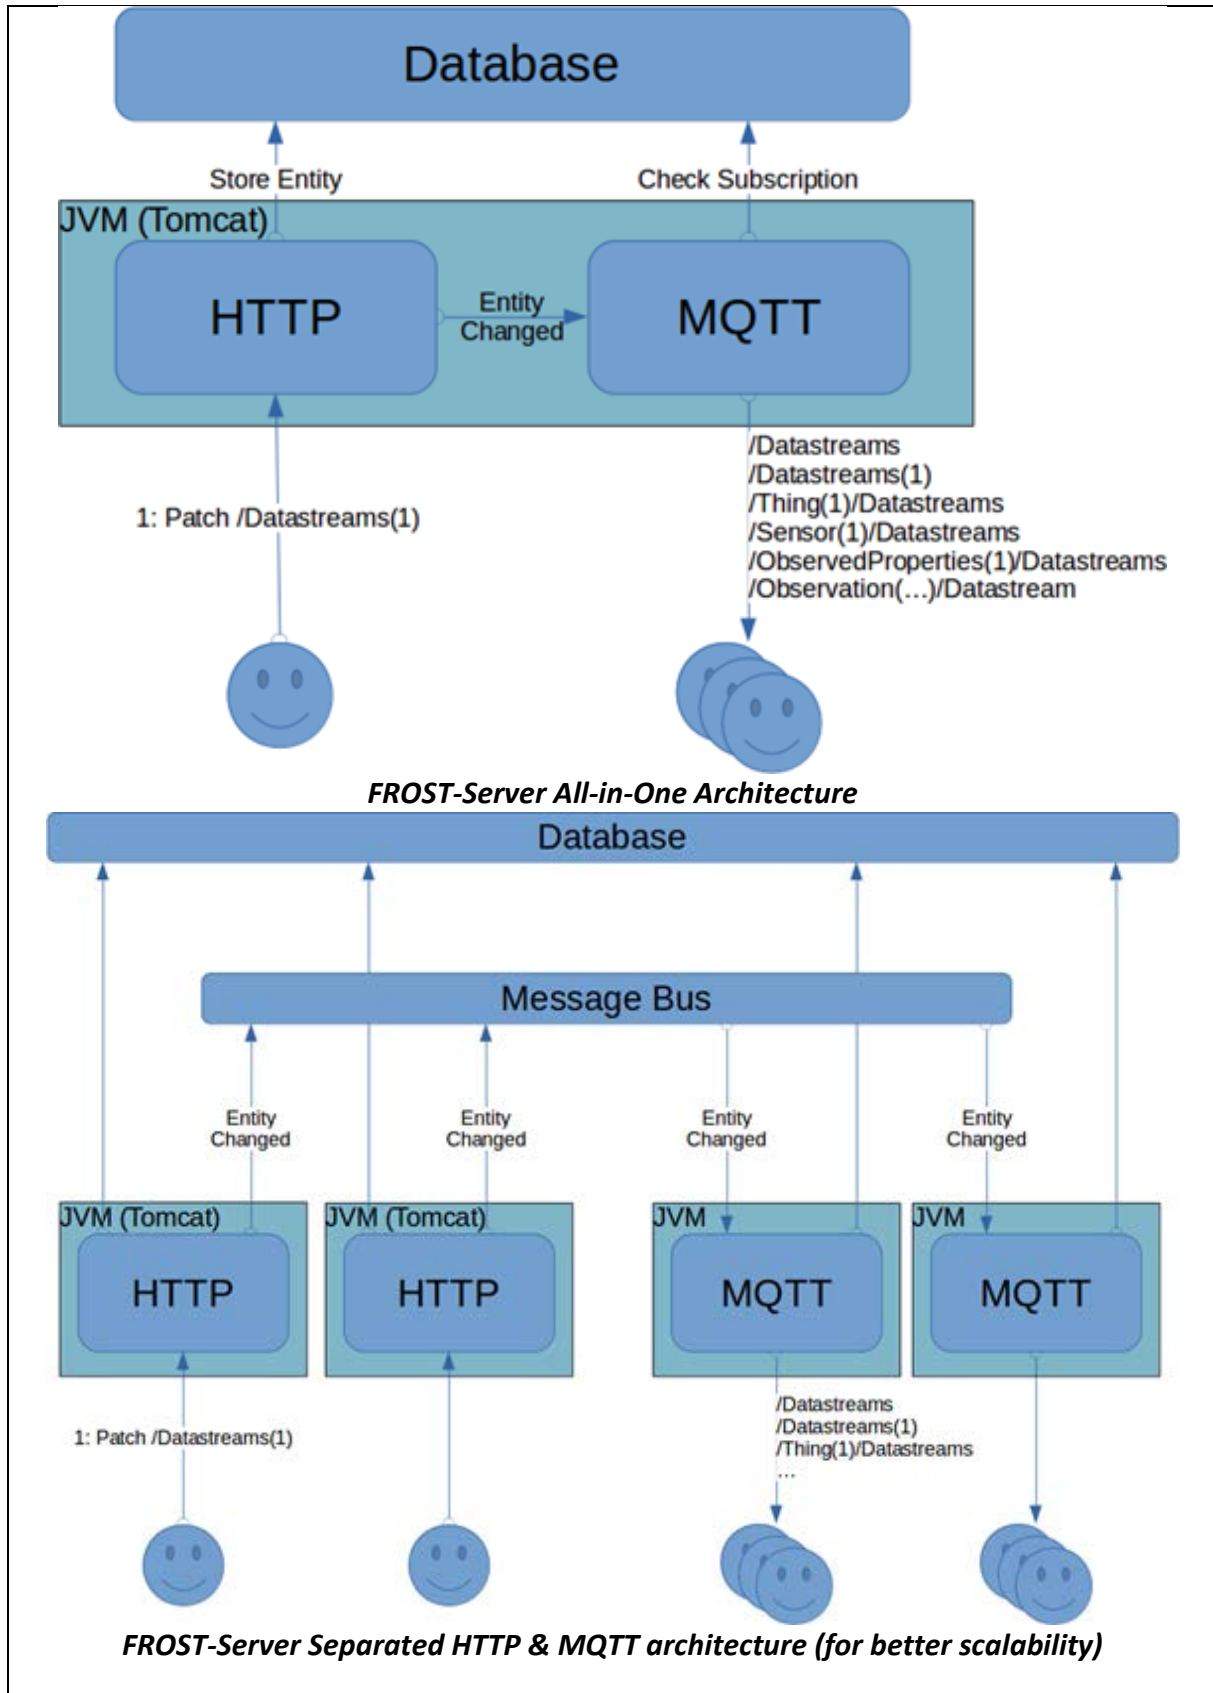 Database
Store Entity
Check Subscription
JVM (Tomcat)
HTTP
Entity
Changed
MQTT
/Datastreams
/Datastreams(1)
/Thing(1)/Datastreams
/Sensor(1)/Datastreams
/ObservedProperties(1)/Datastreams
/Observation(…)/Datastream
1: Patch /Datastreams(1)
FROST-Server All-in-One Architecture
Database
Message Bus
Entity
Changed
Entity
Changed
Entity
Changed
Entity
Changed
JVM (Tomcat)
JVM (Tomcat)
JVM
JVM
HTTP
HTTP
MQTT
MQTT
1: Patch /Datastreams(1)
/Datastreams
/Datastreams(1)
/Thing(1)/Datastreams
…
FROST-Server Separated HTTP & MQTT architecture (for better scalability)